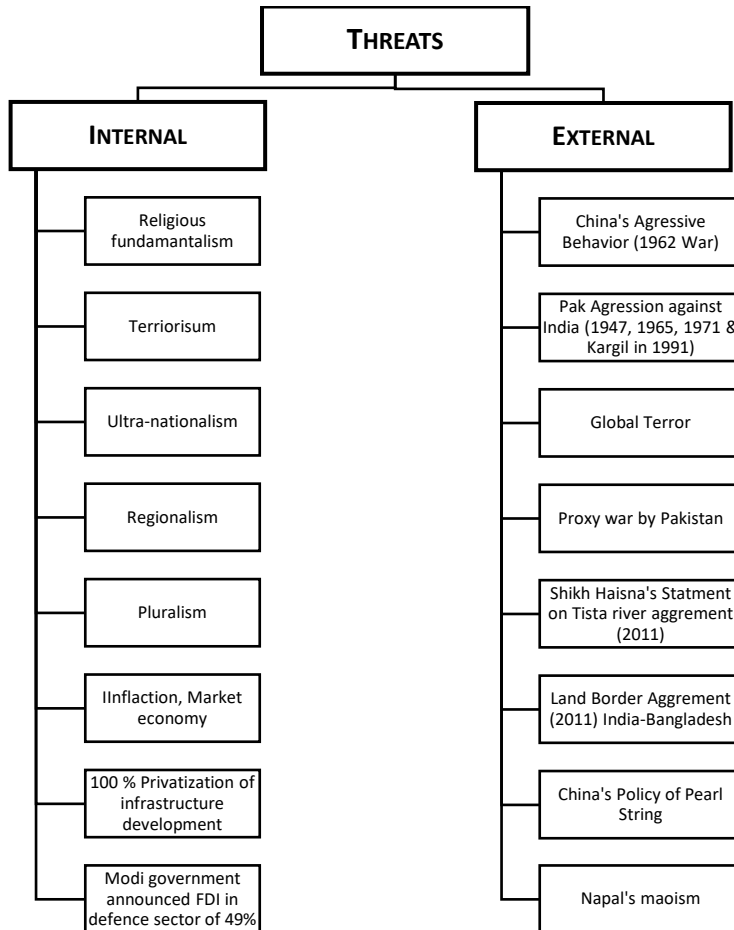 THREATS
INTERNAL
Religious
fundamantalism
Terriorisum
Ultra-nationalism
Regionalism
Pluralism
IInflaction, Market
economy
100 % Privatization of
infrastructure
development
Modi government
announced FDI in
defence sector of 49%
EXTERNAL
China's Agressive
Behavior (1962 War)
Pak Agression against
India (1947, 1965, 1971 &
Kargil in 1991)
Global Terror
Proxy war by Pakistan
Shikh Haisna's Statment
on Tista river aggrement
(2011)
Land Border Aggrement
(2011) India-Bangladesh
China's Policy of Pearl
String
Napal's maoism